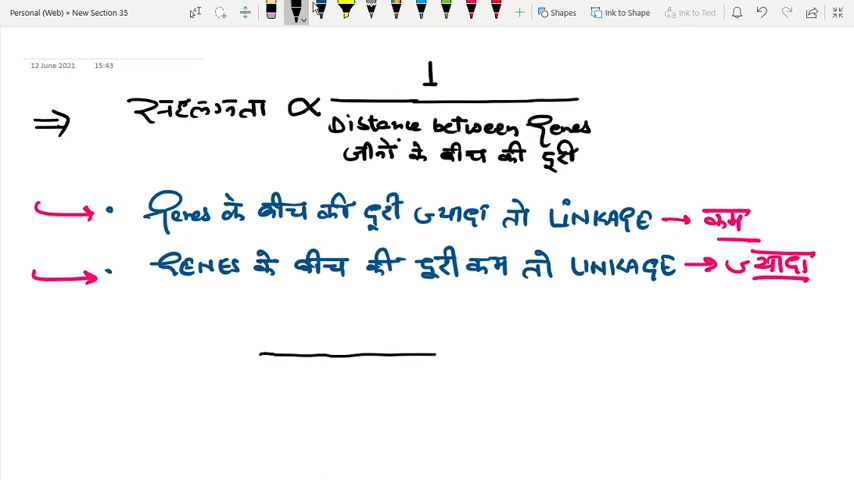 Personal (Web) » New Section 35
Shapes
Ink to Shape
Ink to Text
12 June 2021 15:43
1
⇒ सहलग्नता ∝
Distance between Genes
जीनों के बीच की दूरी
• Genes के बीच की दूरी ज्यादा तो LINKAGE → कम
• GENES के बीच की दूरी कम तो LINKAGE → ज्यादा